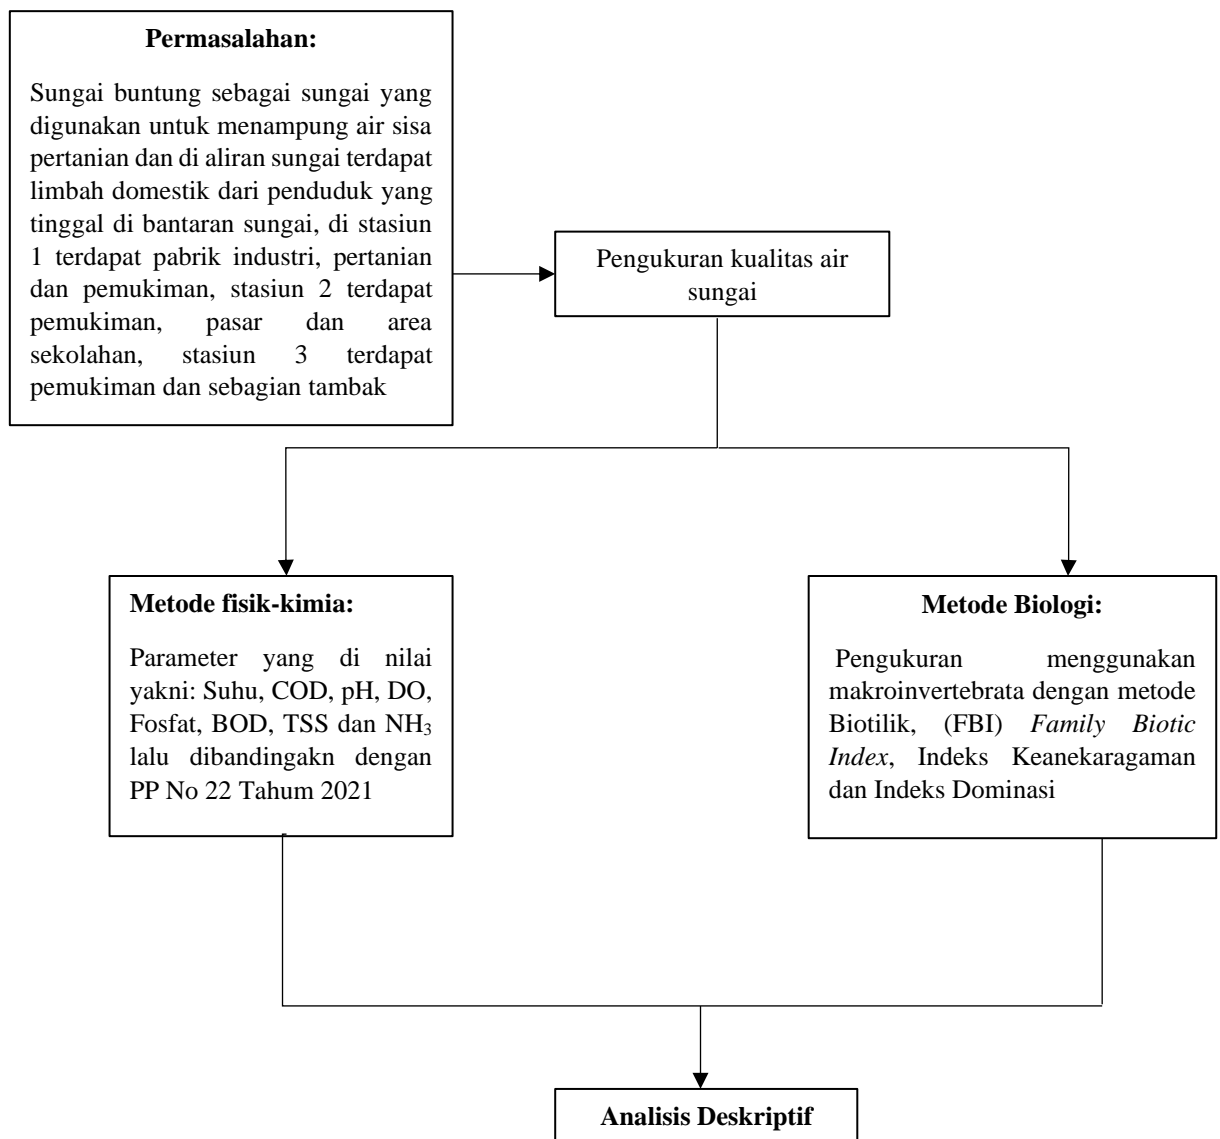 Permasalahan:
Sungai buntung sebagai sungai yang
digunakan untuk menampung air sisa
pertanian dan di aliran sungai terdapat
limbah domestik dari penduduk yang
tinggal di bantaran sungai, di stasiun
1 terdapat pabrik industri, pertanian
dan pemukiman, stasiun 2 terdapat
pemukiman, pasar dan area
sekolahan, stasiun 3 terdapat
pemukiman dan sebagian tambak
Pengukuran kualitas air
sungai
Metode fisik-kimia:
Parameter yang di nilai
yakni: Suhu, COD, pH, DO,
Fosfat, BOD, TSS dan NH₃
lalu dibandingakn dengan
PP No 22 Tahum 2021
Metode Biologi:
Pengukuran menggunakan
makroinvertebrata dengan metode
Biotilik, (FBI) Family Biotic
Index, Indeks Keanekaragaman
dan Indeks Dominasi
Analisis Deskriptif